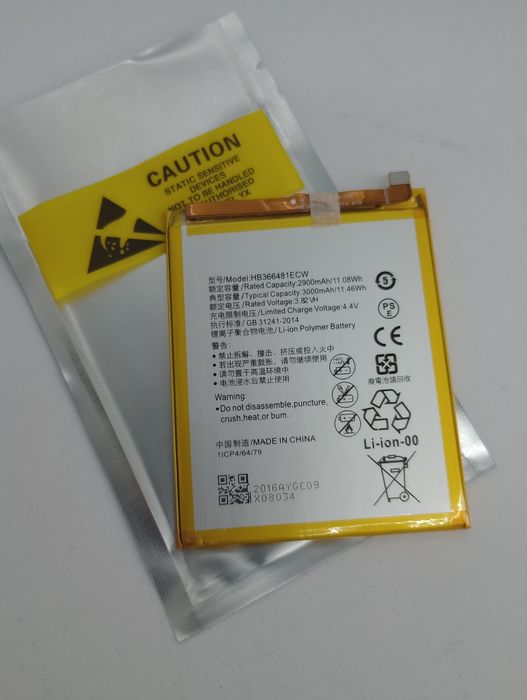 CAUTION
STATIC SENSITIVE
DEVICES
NOT TO BE HANDLED
型号/Model:HB366481ECW
额定容量/Rated Capacity:2900mAh/11.08Wh
典型容量/Typical Capacity:3000mAh/11.46Wh
额定电压/Rated Voltage:3.82VH
充电限制电压/Limited Charge Voltage:4.4V
执行标准/GB 31241-2014
锂离子聚合物电池/Li-ion Polymer Battery
警告:
• 禁止拆解、撞击、挤压或投入火中
• 若出现严重鼓胀、请勿继续使用
• 请勿置于高温环境中
• 电池浸水后禁止使用
Warning:
•Do not disassemble,puncture,
crush,heat,or burn.
中国制造/MADE IN CHINA
1ICP4/64/79
2016AYGC09
X08034
5
PS
E
CE
廢電池請回收
Li-ion-00